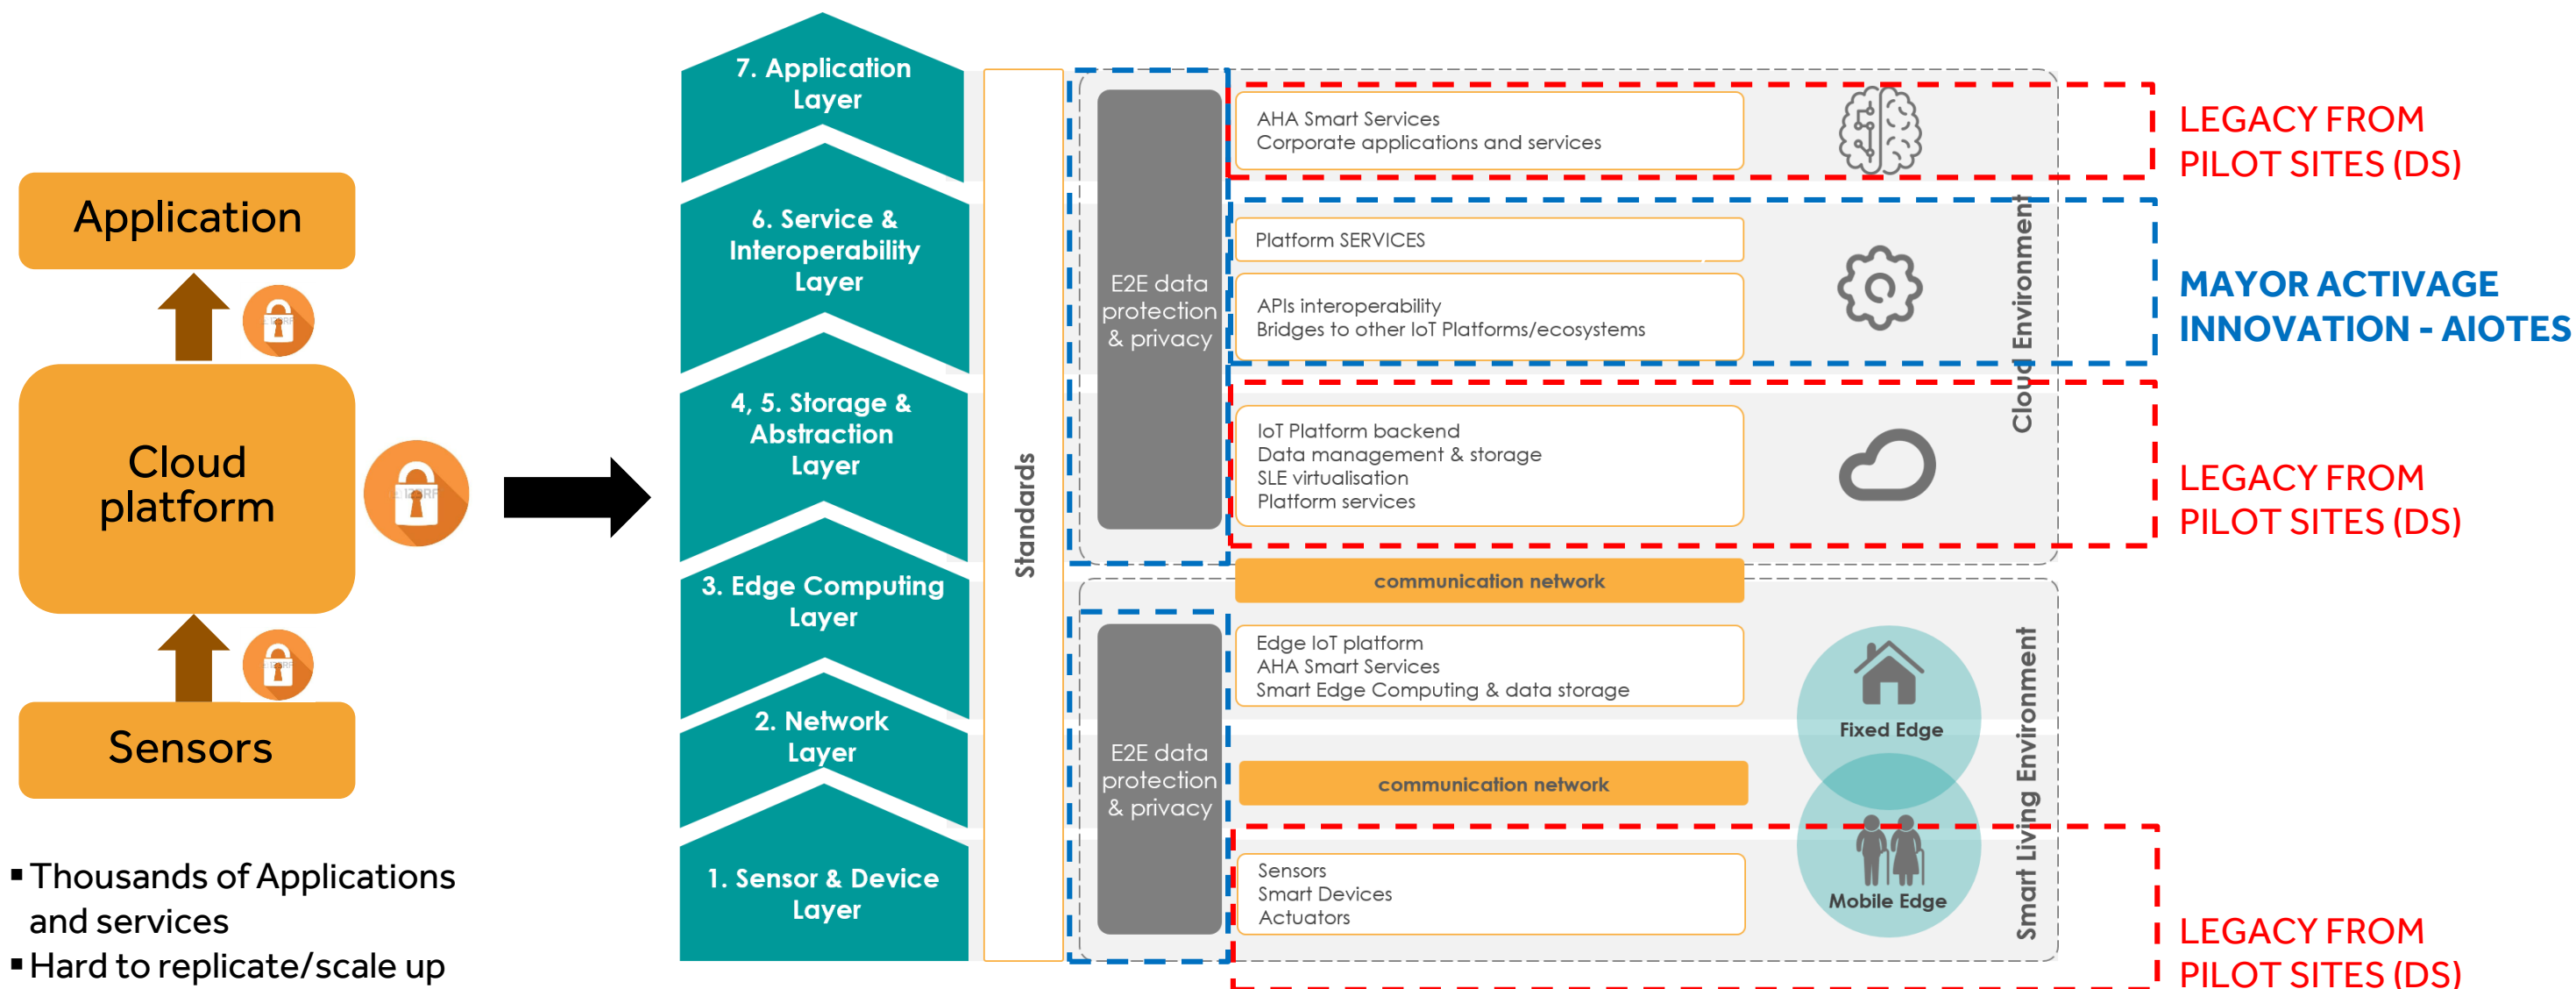 Application
Cloud
platform
Sensors
▪ Thousands of Applications
and services
▪ Hard to replicate/scale up
7. Application
Layer
6. Service &
Interoperability
Layer
4, 5. Storage &
Abstraction
Layer
3. Edge Computing
Layer
2. Network
Layer
1. Sensor & Device
Layer
Standards
E2E data
protection
& privacy
E2E data
protection
& privacy
AHA Smart Services
Corporate applications and services
Platform SERVICES
APIs interoperability
Bridges to other IoT Platforms/ecosystems
IoT Platform backend
Data management & storage
SLE virtualisation
Platform services
communication network
Edge IoT platform
AHA Smart Services
Smart Edge Computing & data storage
communication network
Sensors
Smart Devices
Actuators
Fixed Edge
Mobile Edge
Cloud Environment
Smart Living Environment
LEGACY FROM
PILOT SITES (DS)
MAYOR ACTIVAGE
INNOVATION - AIOTES
LEGACY FROM
PILOT SITES (DS)
LEGACY FROM
PILOT SITES (DS)